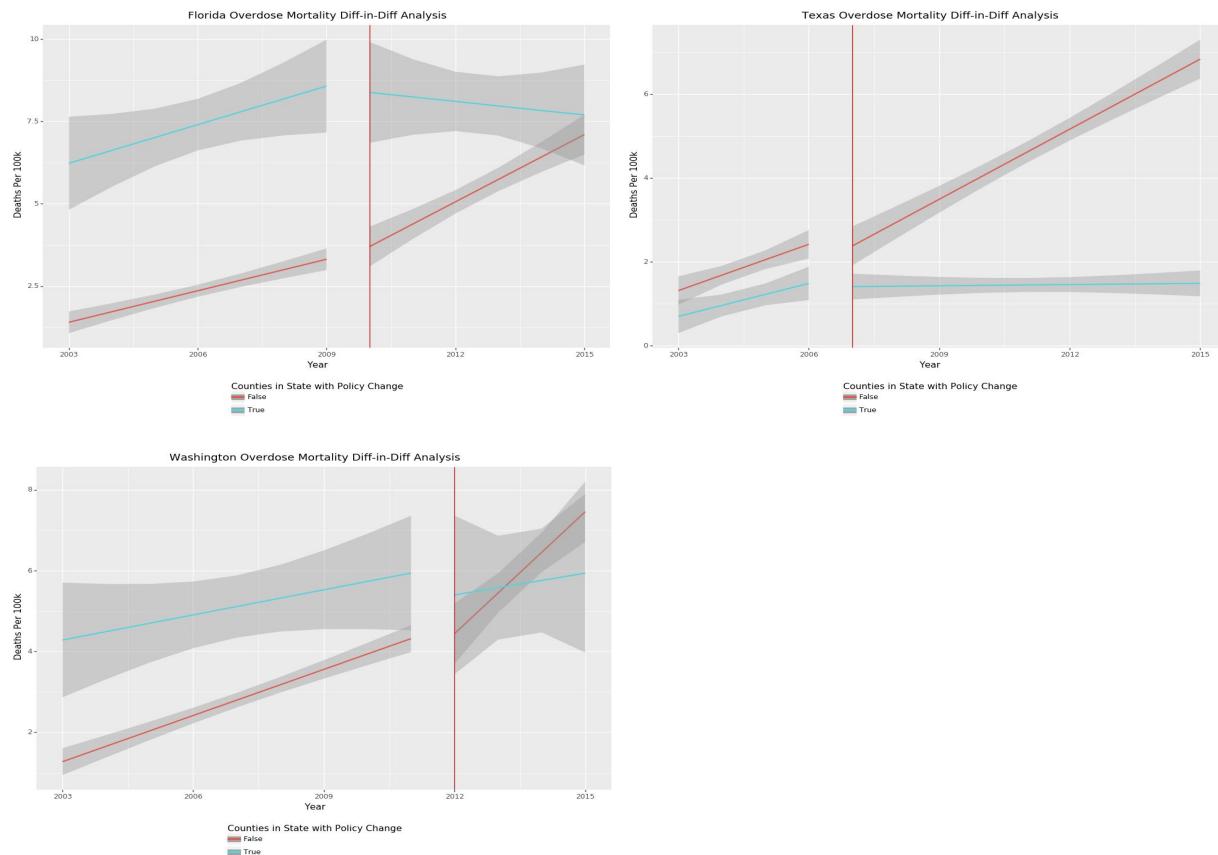 Florida Overdose Mortality Diff-in-Diff Analysis
10
7.5
5
2.5
Deaths Per 100k
2003
2006
2009
2012
2015
Year
Counties in State with Policy Change
False
True
Texas Overdose Mortality Diff-in-Diff Analysis
6
4
2
0
Deaths Per 100k
2003
2006
2009
2012
2015
Year
Counties in State with Policy Change
False
True
Washington Overdose Mortality Diff-in-Diff Analysis
8
6
4
2
Deaths Per 100k
2003
2006
2009
2012
2015
Year
Counties in State with Policy Change
False
True